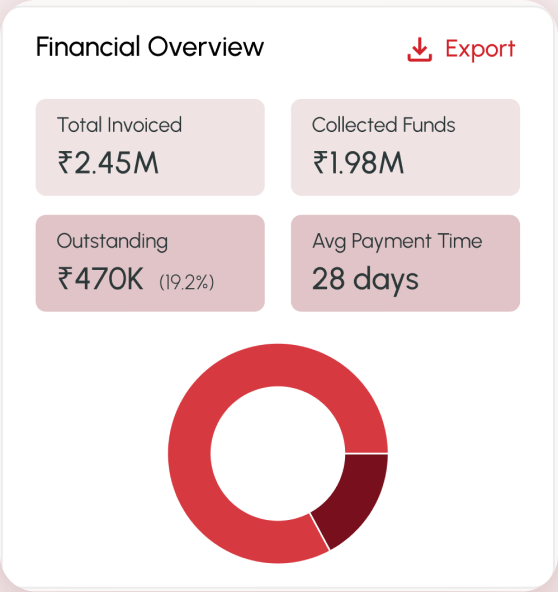 Financial Overview
Export
Total Invoiced
₹2.45M
Collected Funds
₹1.98M
Outstanding
₹470K (19.2%)
Avg Payment Time
28 days